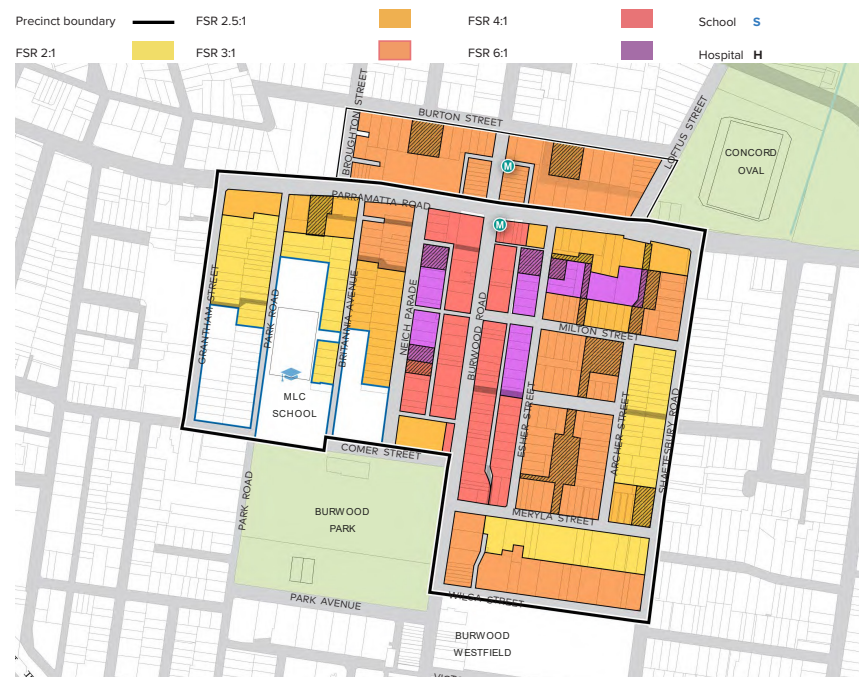 Precinct boundary
FSR 2.5:1
FSR 4:1
School S
FSR 2:1
FSR 3:1
FSR 6:1
Hospital H
BROUGHTON STREET
BURTON STREET
LOFTUS STREET
CONCORD
OVAL
M
PARRAMATTA ROAD
M
GRANTHAM STREET
PARK ROAD
BRITANNIA AVENUE
NEICH PARADE
BURWOOD ROAD
MILTON STREET
MLC
SCHOOL
ESHER STREET
ARCHER STREET
SHAFTESBURY ROAD
COMER STREET
PARK ROAD
BURWOOD
PARK
MERYLA STREET
PARK AVENUE
WILGA STREET
BURWOOD
WESTFIELD